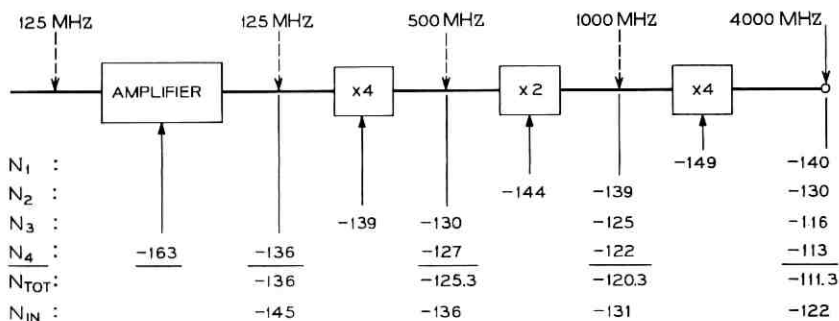 125 MHz 125 MHz 500 MHz 1000 MHz 4000 MHz
AMPLIFIER x4 x2 x4
N1 : -149 -140
N2 : -144 -139 -130
N3 : -139 -130 -125 -116
N4 : -163 -136 -127 -122 -113
NTOT: -136 -125.3 -120.3 -111.3
NIN : -145 -136 -131 -122